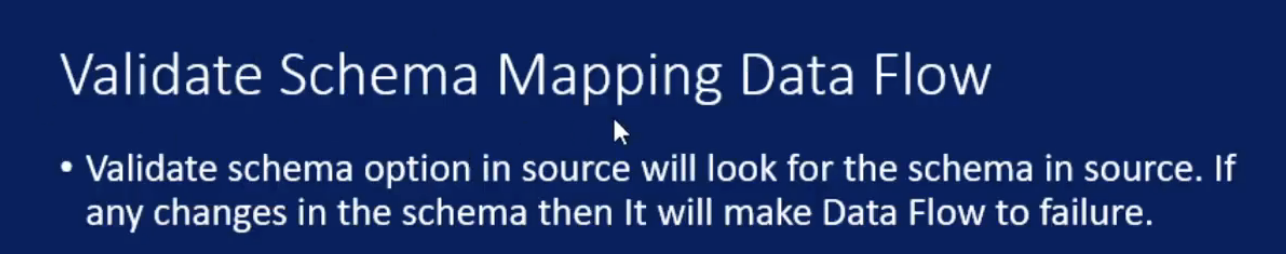 Validate Schema Mapping Data Flow
• Validate schema option in source will look for the schema in source. If
any changes in the schema then It will make Data Flow to failure.